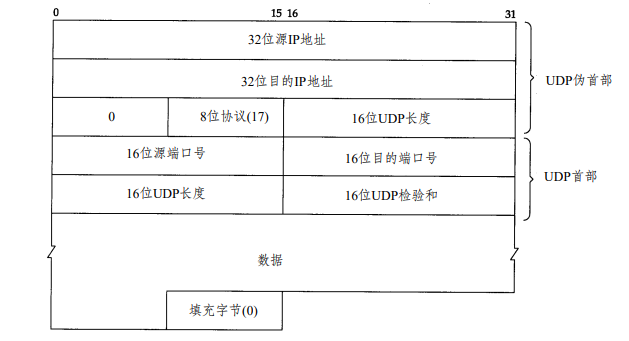 0 15 16 31
32位源IP地址
32位目的IP地址
UDP伪首部
0 8位协议(17) 16位UDP长度
16位源端口号 16位目的端口号
UDP首部
16位UDP长度 16位UDP检验和
数据
填充字节(0)